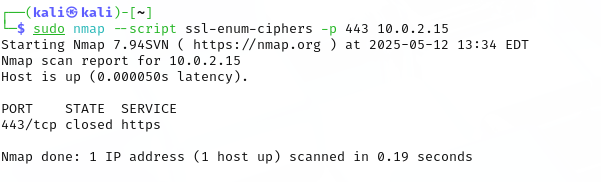 ┌──(kali㉿kali)-[~]
└─$ sudo nmap --script ssl-enum-ciphers -p 443 10.0.2.15
Starting Nmap 7.94SVN ( https://nmap.org ) at 2025-05-12 13:34 EDT
Nmap scan report for 10.0.2.15
Host is up (0.000050s latency).

PORT    STATE  SERVICE
443/tcp closed https

Nmap done: 1 IP address (1 host up) scanned in 0.19 seconds